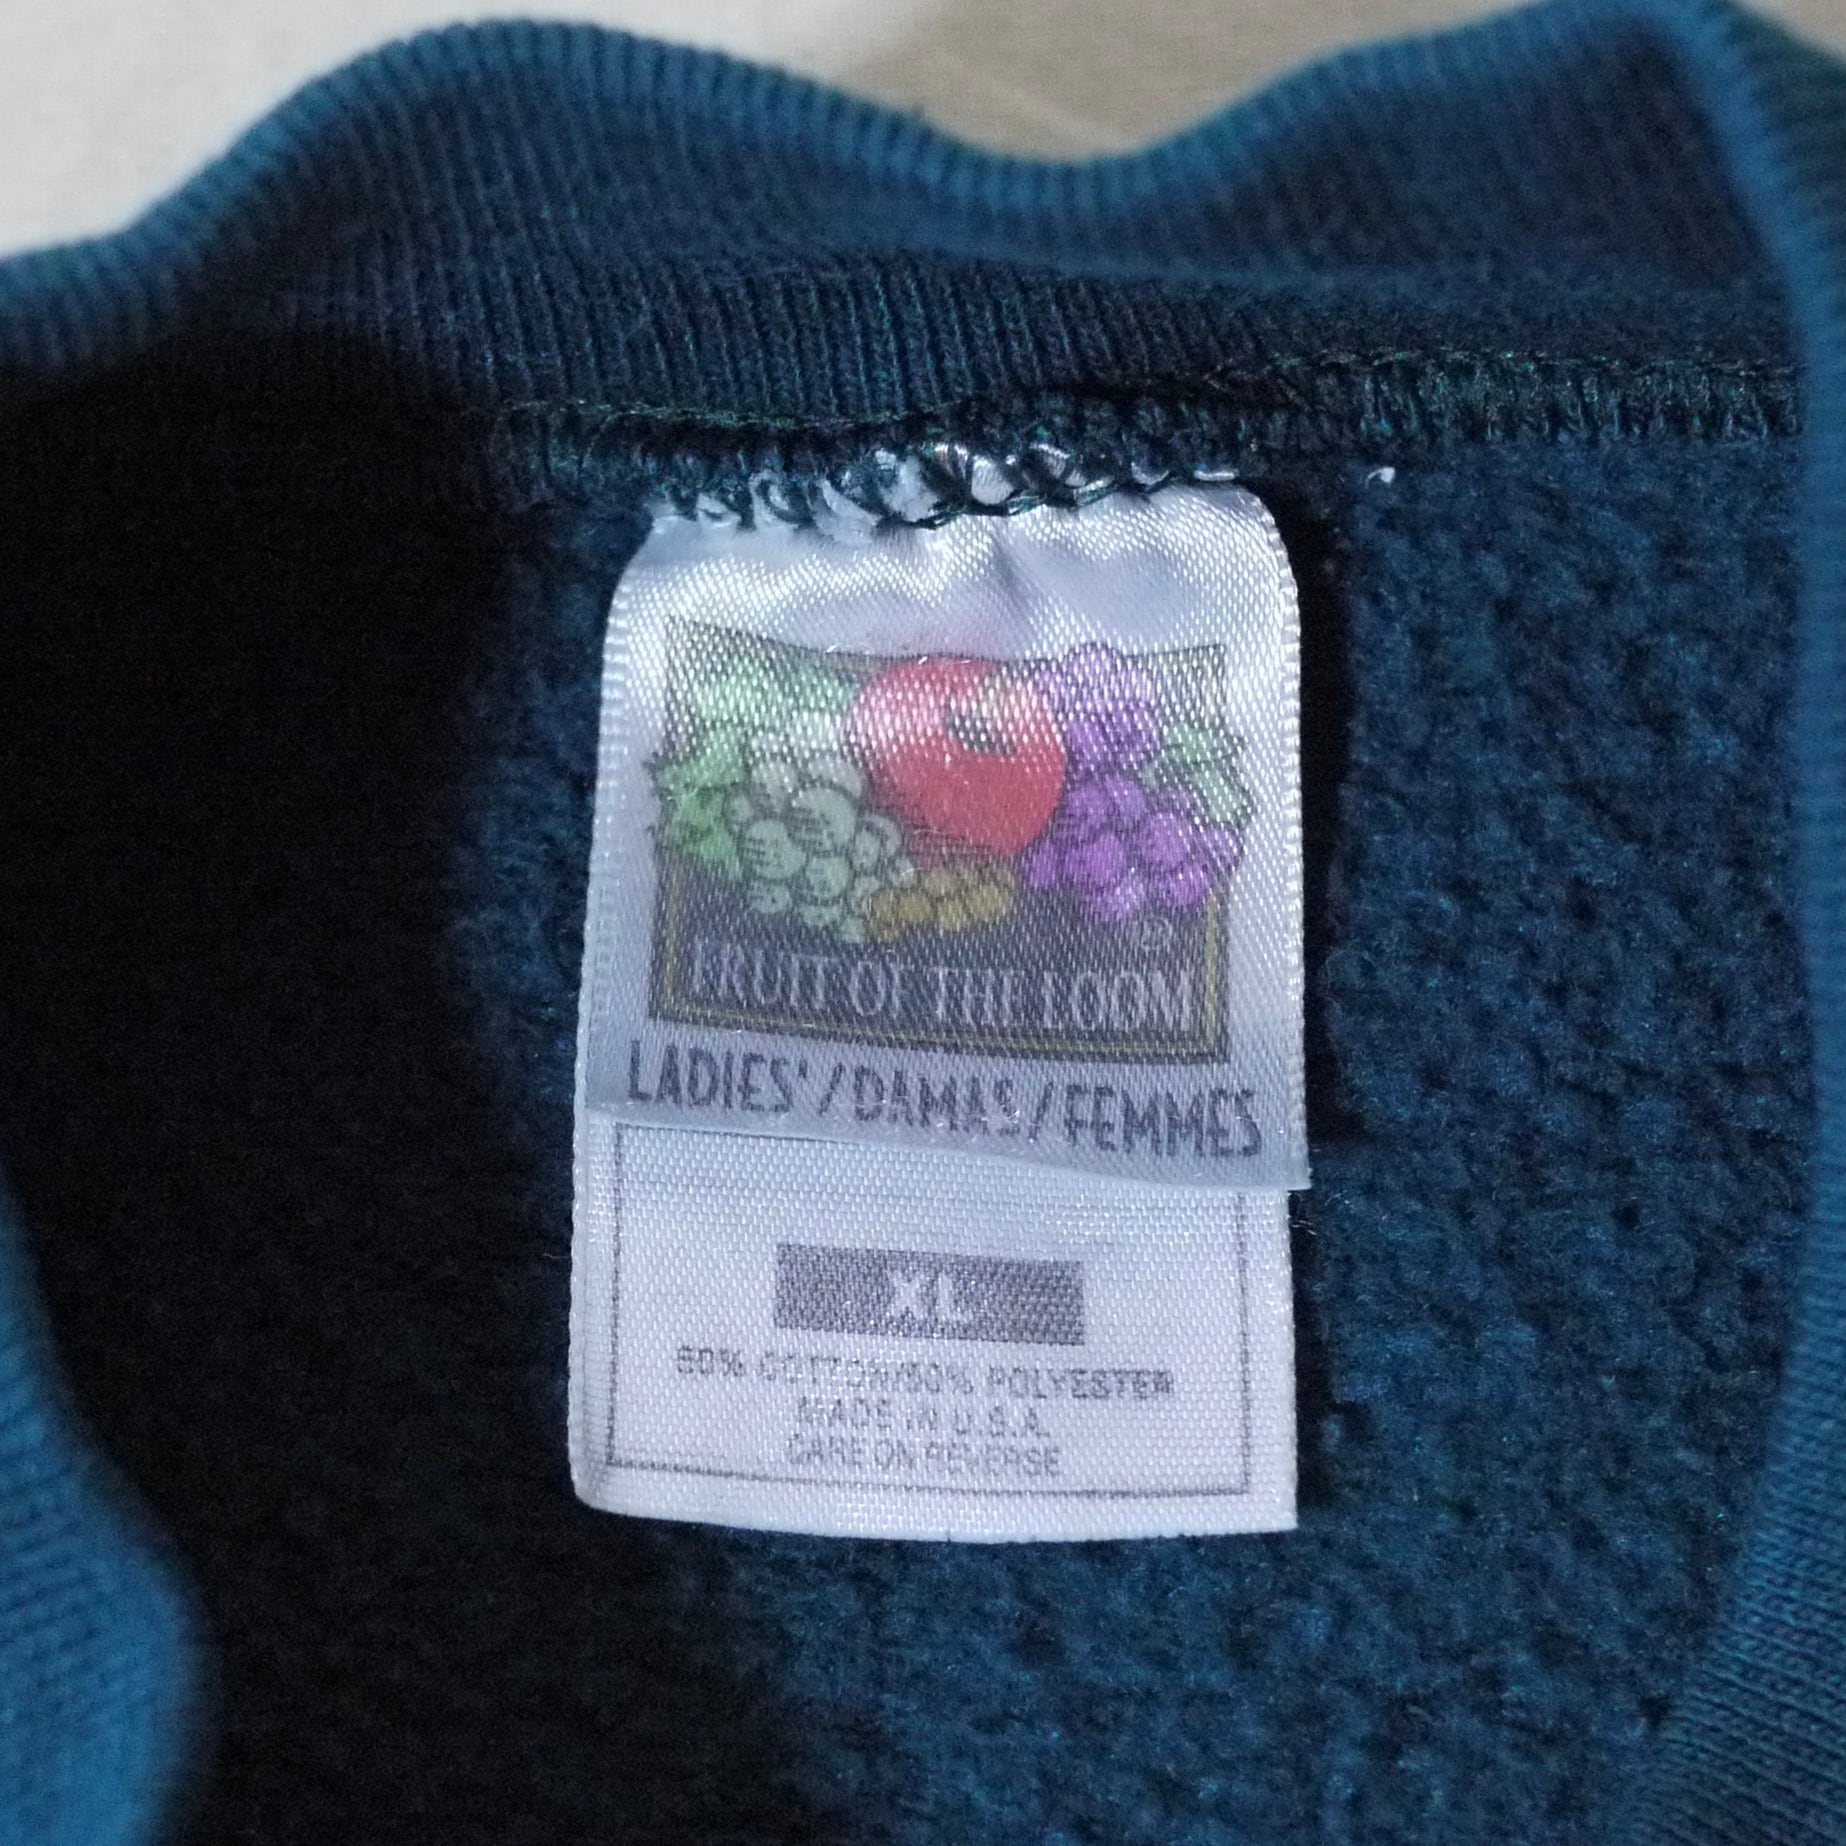 ®
FRUIT OF THE LOOM
LADIES'/DAMAS/FEMMES
XL
50% COTTON/50% POLYESTER
MADE IN U.S.A.
CARE ON REVERSE